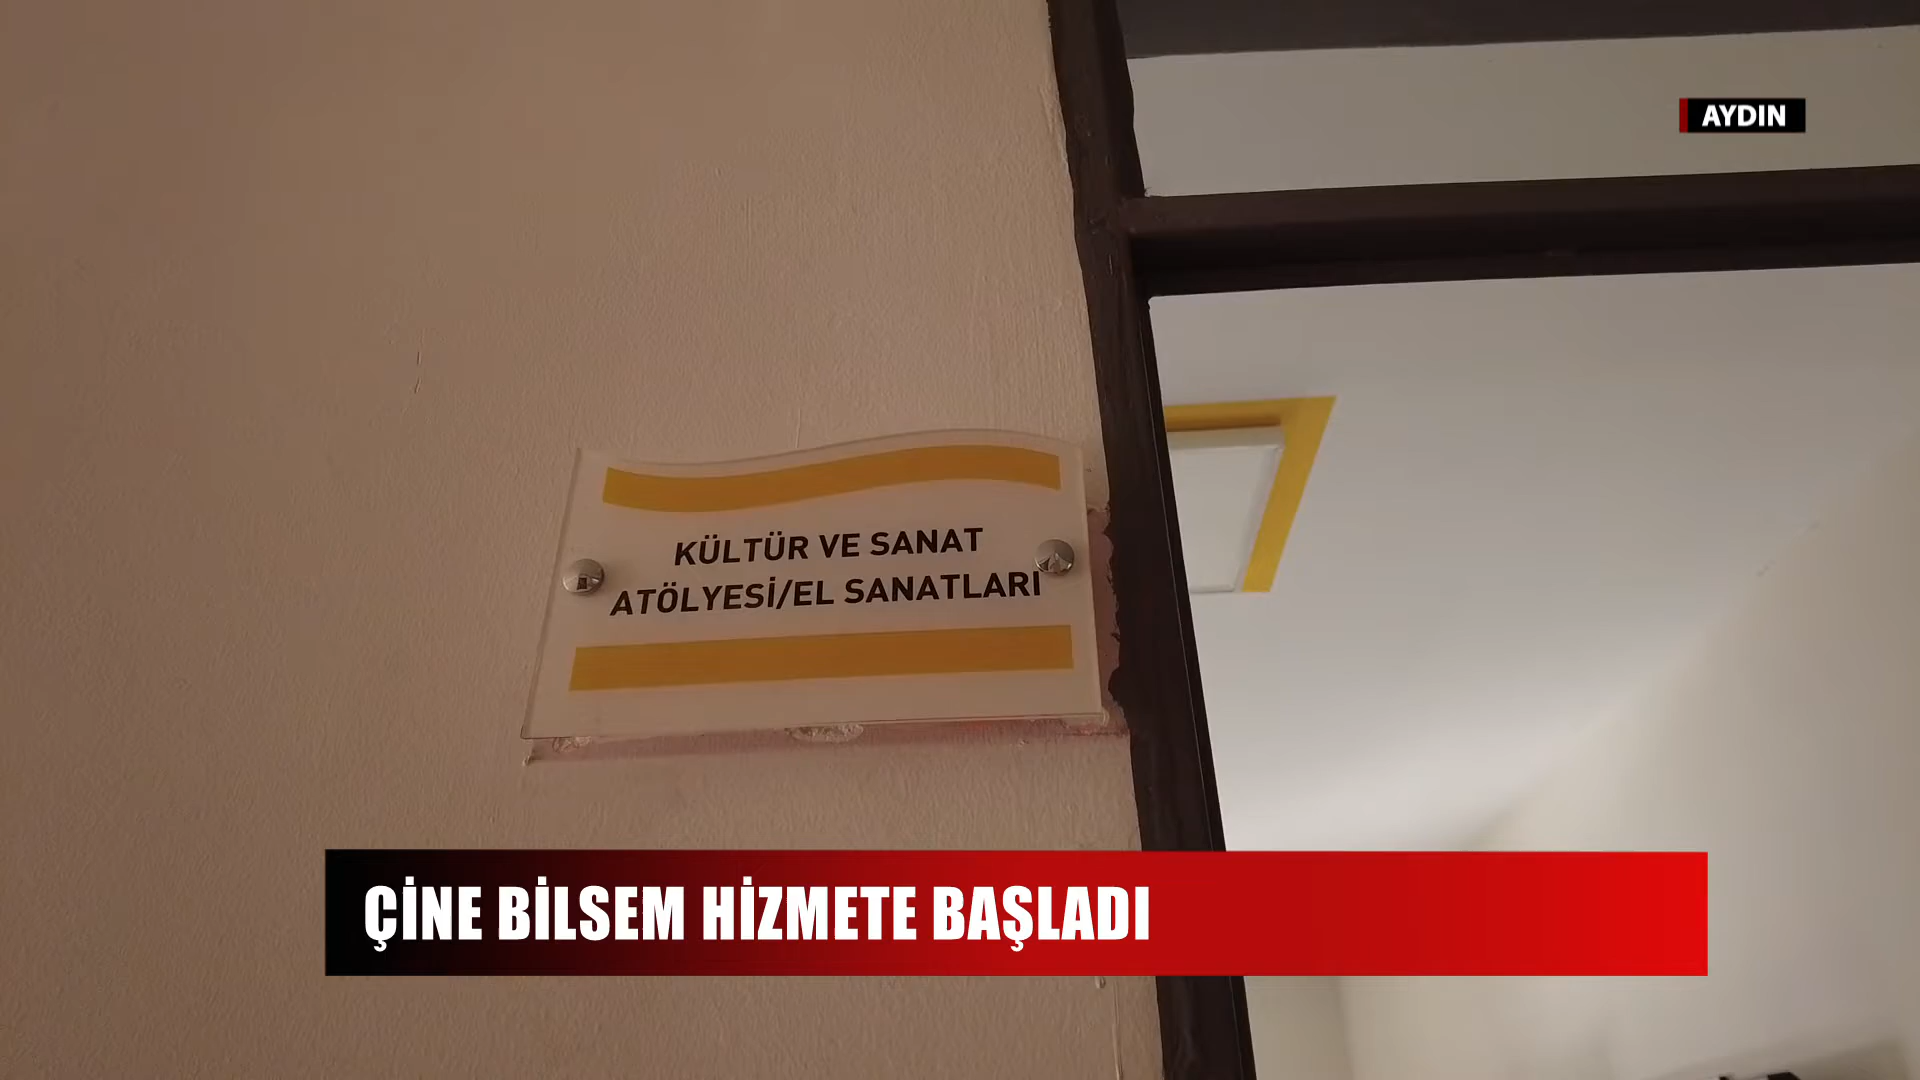 AYDIN
KÜLTÜR VE SANAT
ATÖLYESİ/EL SANATLARI
ÇİNE BİLSEM HİZMETE BAŞLADI